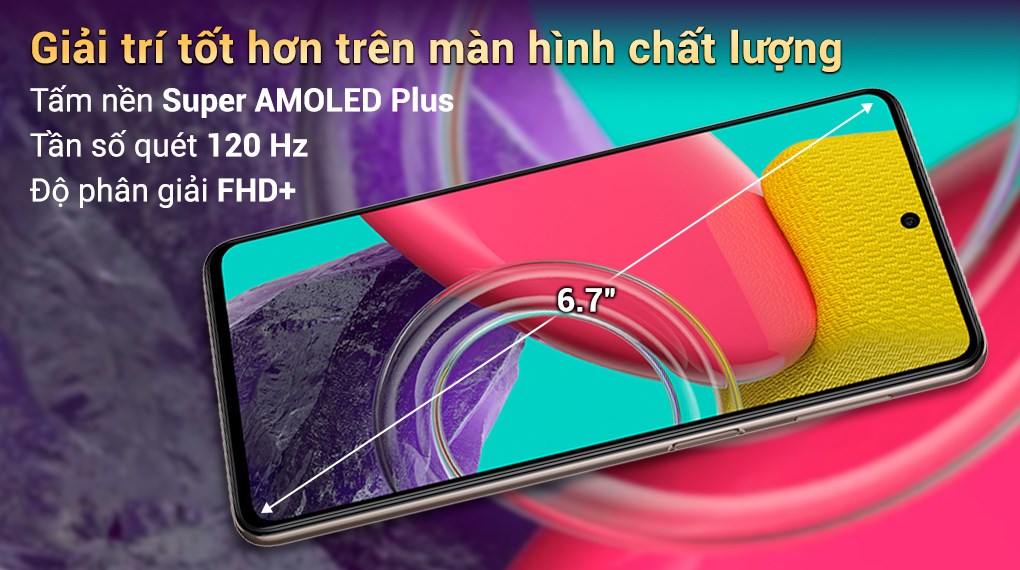 Giải trí tốt hơn trên màn hình chất lượng
Tấm nền Super AMOLED Plus
Tần số quét 120 Hz
Độ phân giải FHD+
6.7"